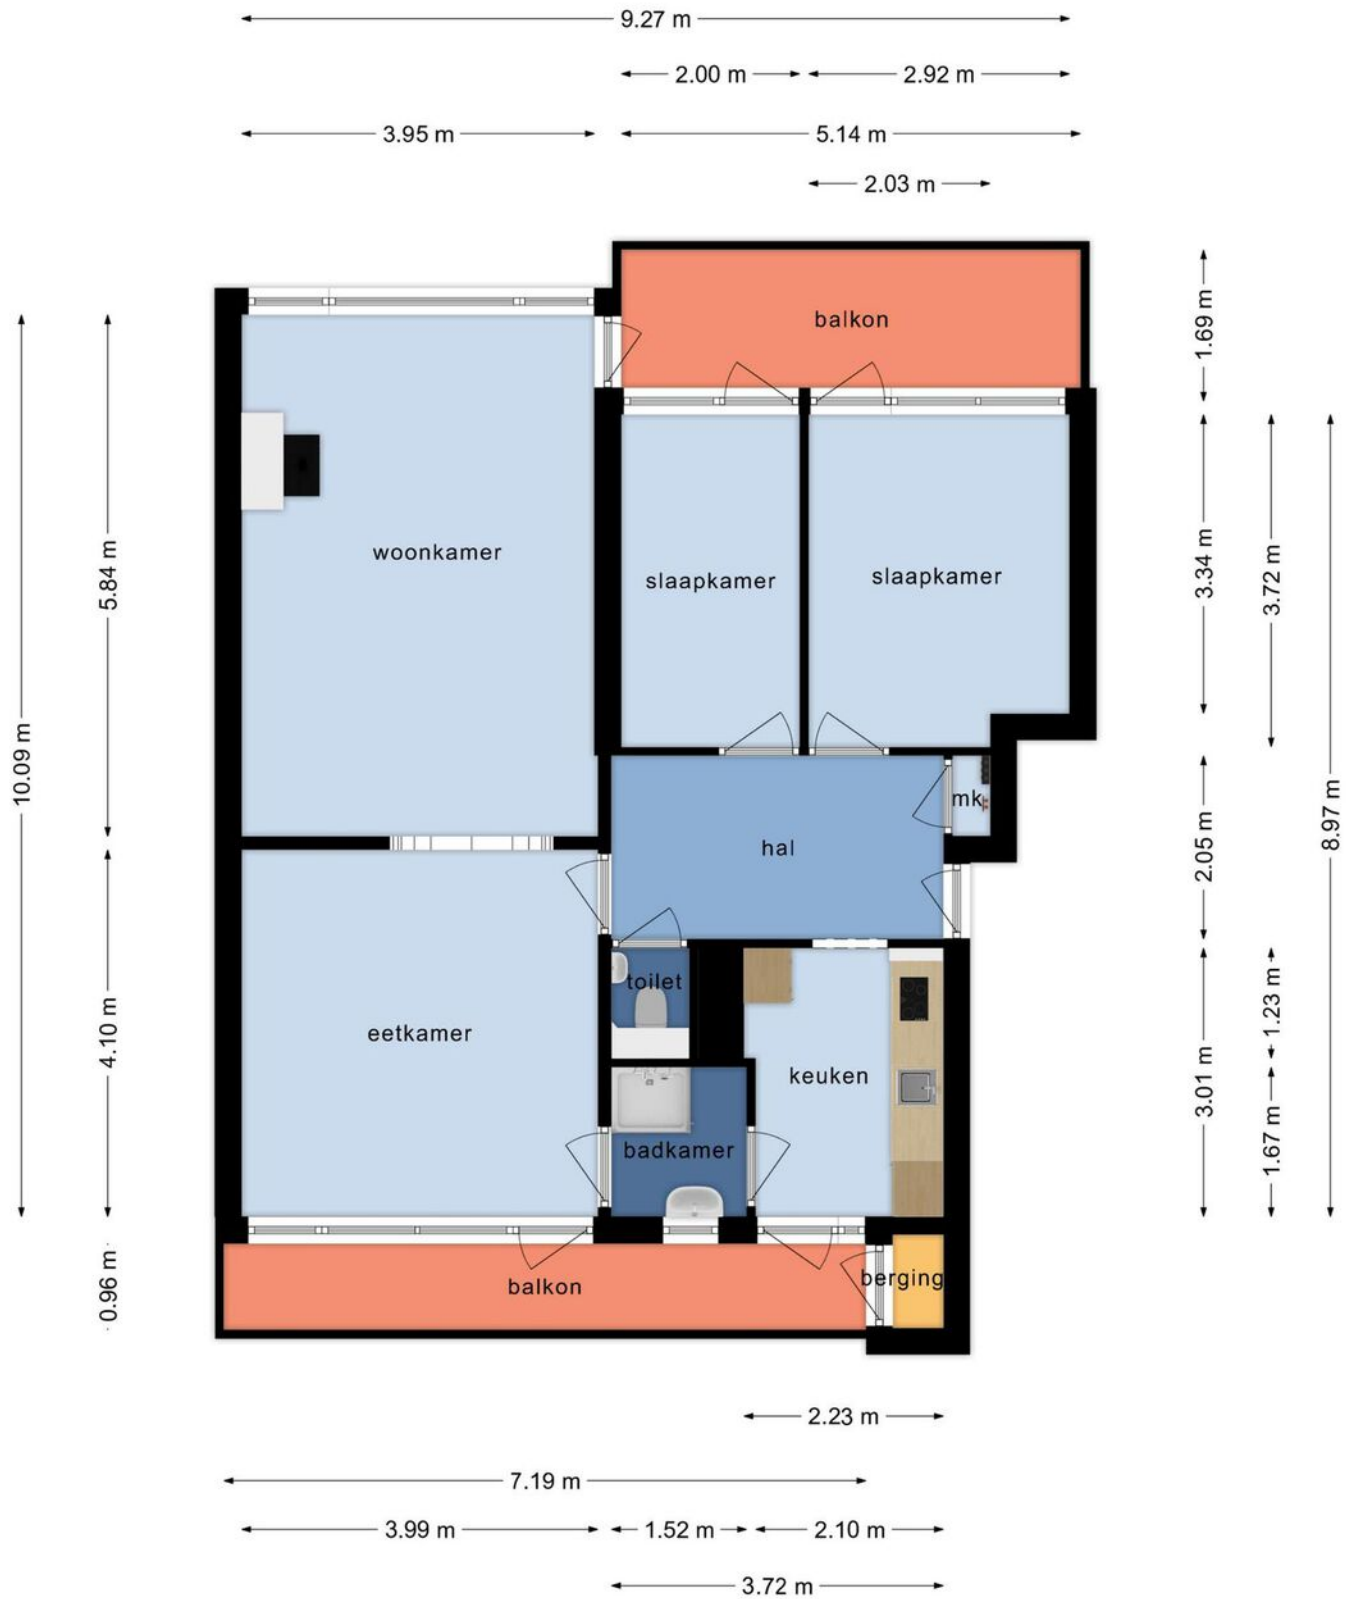 9.27 m
2.00 m
2.92 m
3.95 m
5.14 m
2.03 m
balkon
1.69 m
woonkamer
slaapkamer
slaapkamer
5.84 m
3.34 m
3.72 m
10.09 m
mk
hal
2.05 m
8.97 m
toilet
eetkamer
4.10 m
keuken
1.23 m
3.01 m
badkamer
1.67 m
balkon
berging
0.96 m
2.23 m
7.19 m
3.99 m
1.52 m
2.10 m
3.72 m